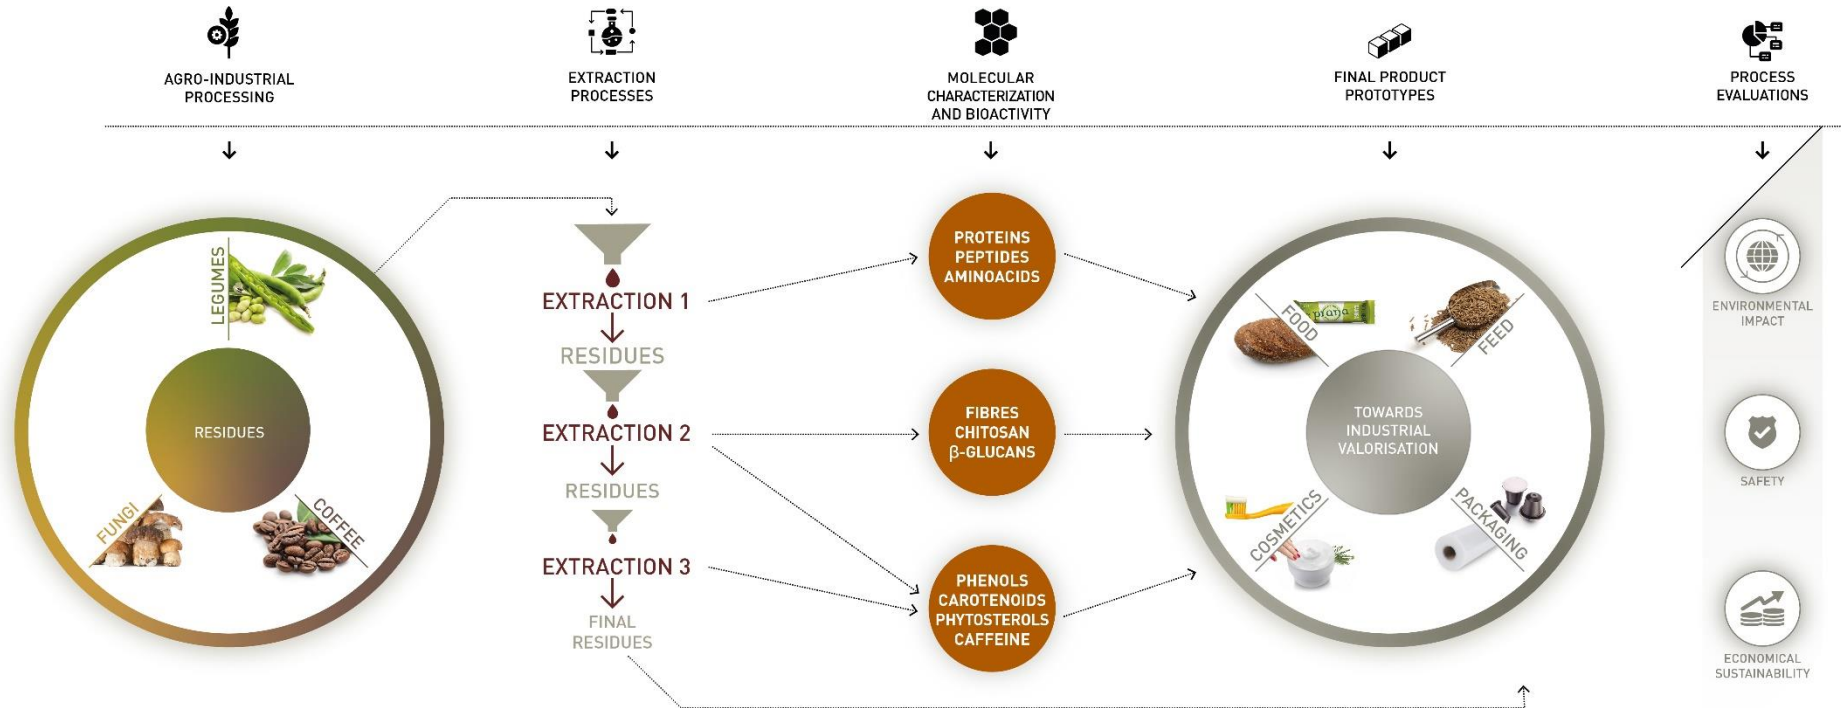 AGRO-INDUSTRIAL
PROCESSING
EXTRACTION
PROCESSES
MOLECULAR
CHARACTERIZATION
AND BIOACTIVITY
FINAL PRODUCT
PROTOTYPES
PROCESS
EVALUATIONS
LEGUMES
RESIDUES
FUNGI
COFFEE
EXTRACTION 1
RESIDUES
EXTRACTION 2
RESIDUES
EXTRACTION 3
FINAL
RESIDUES
PROTEINS
PEPTIDES
AMINOACIDS
FIBRES
CHITOSAN
β-GLUCANS
PHENOLS
CAROTENOIDS
PHYTOSTEROLS
CAFFEINE
FOOD
prana
FEED
TOWARDS
INDUSTRIAL
VALORISATION
COSMETICS
PACKAGING
ENVIRONMENTAL
IMPACT
SAFETY
ECONOMICAL
SUSTAINABILITY